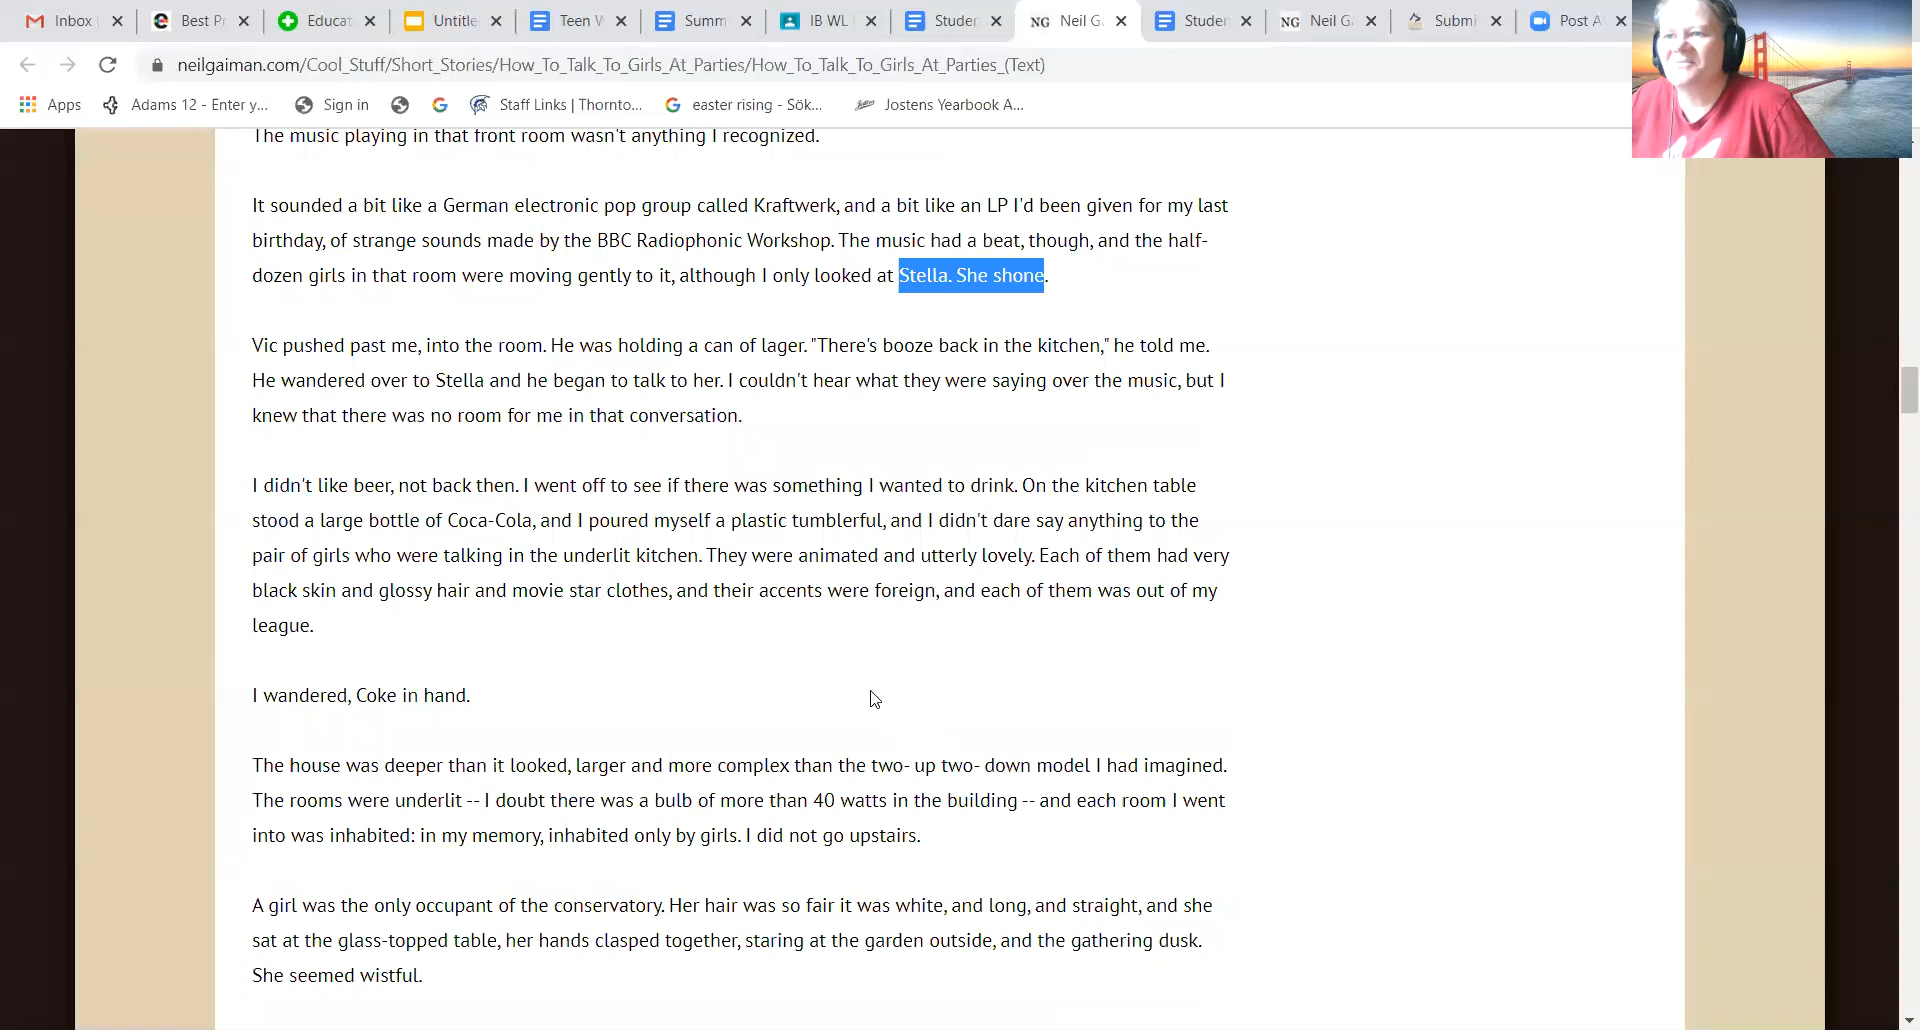 Inbox
Best Pr
Educat
Untitle
Teen W
Summ
IB WL
Studer
NG Neil G
Studer
NG Neil G
Submi
Post A
neilgaiman.com/Cool_Stuff/Short_Stories/How_To_Talk_To_Girls_At_Parties/How_To_Talk_To_Girls_At_Parties_(Text)
Apps
Adams 12 - Enter y...
Sign in
Staff Links | Thornto...
easter rising - Sök...
Jostens Yearbook A...
The music playing in that front room wasn't anything I recognized.
It sounded a bit like a German electronic pop group called Kraftwerk, and a bit like an LP I'd been given for my last
birthday, of strange sounds made by the BBC Radiophonic Workshop. The music had a beat, though, and the half-
dozen girls in that room were moving gently to it, although I only looked at Stella. She shone.
Vic pushed past me, into the room. He was holding a can of lager. "There's booze back in the kitchen," he told me.
He wandered over to Stella and he began to talk to her. I couldn't hear what they were saying over the music, but I
knew that there was no room for me in that conversation.
I didn't like beer, not back then. I went off to see if there was something I wanted to drink. On the kitchen table
stood a large bottle of Coca-Cola, and I poured myself a plastic tumblerful, and I didn't dare say anything to the
pair of girls who were talking in the underlit kitchen. They were animated and utterly lovely. Each of them had very
black skin and glossy hair and movie star clothes, and their accents were foreign, and each of them was out of my
league.
I wandered, Coke in hand.
The house was deeper than it looked, larger and more complex than the two- up two- down model I had imagined.
The rooms were underlit -- I doubt there was a bulb of more than 40 watts in the building -- and each room I went
into was inhabited: in my memory, inhabited only by girls. I did not go upstairs.
A girl was the only occupant of the conservatory. Her hair was so fair it was white, and long, and straight, and she
sat at the glass-topped table, her hands clasped together, staring at the garden outside, and the gathering dusk.
She seemed wistful.